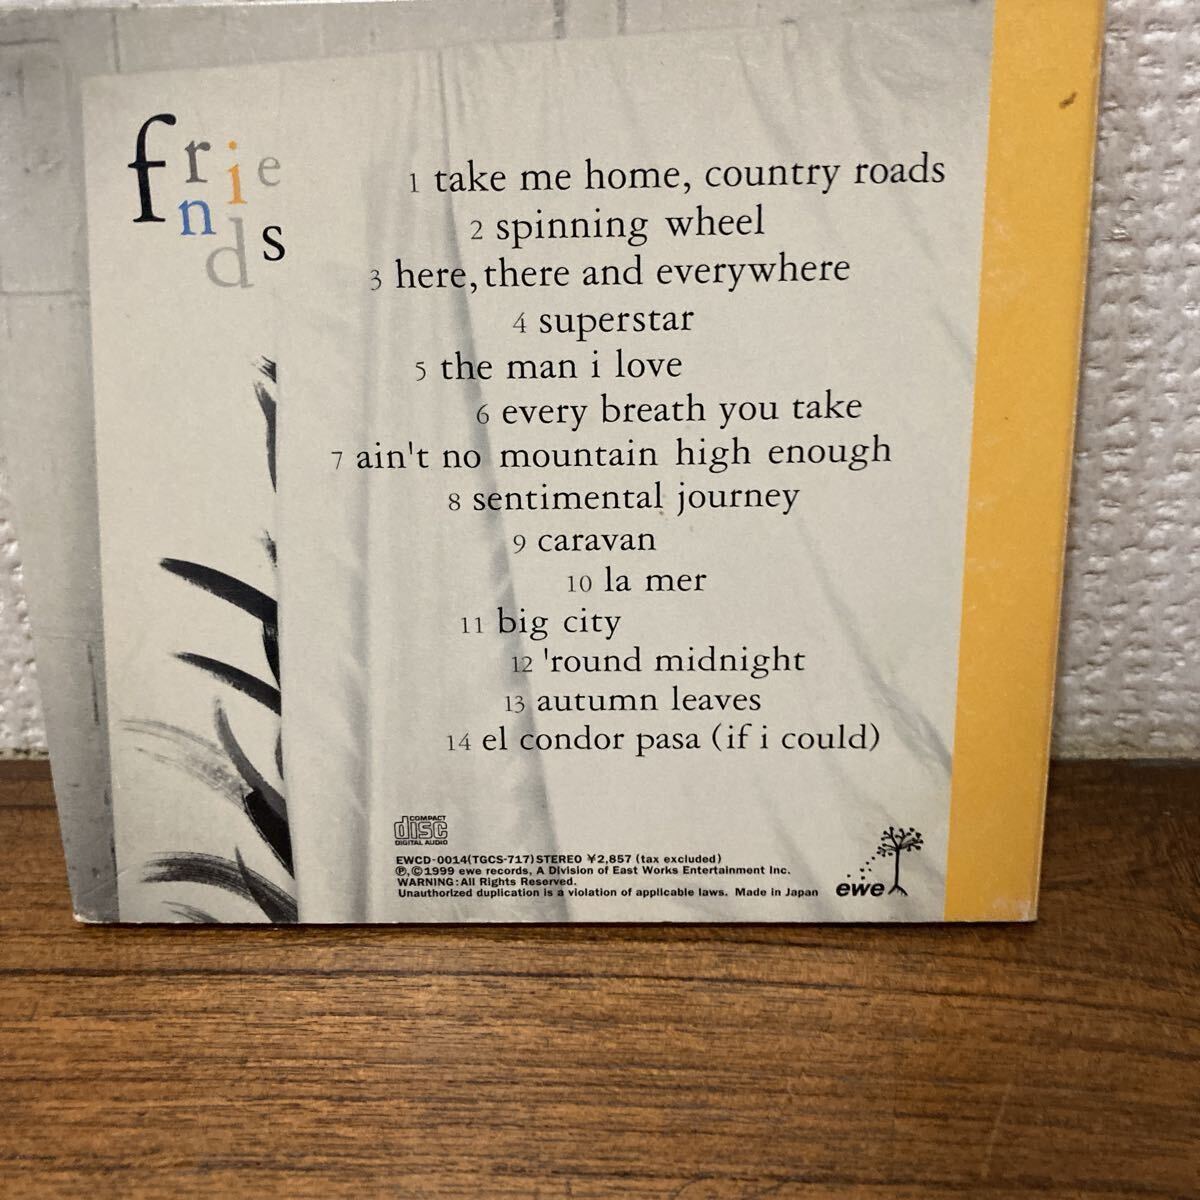 friends
1 take me home, country roads
2 spinning wheel
3 here, there and everywhere
4 superstar
5 the man i love
6 every breath you take
7 ain't no mountain high enough
8 sentimental journey
9 caravan
10 la mer
11 big city
12 'round midnight
13 autumn leaves
14 el condor pasa (if i could)
COMPACT
disc
DIGITAL AUDIO
EWCD-0014(TGCS-717) STEREO ¥2,857 (tax excluded)
Ⓟ,©1999 ewe records, A Division of East Works Entertainment Inc.
WARNING:All Rights Reserved.
Unauthorized duplication is a violation of applicable laws. Made in Japan
ewe